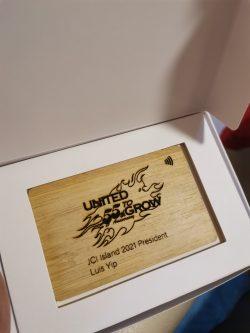 UNITED
55 TO
GROW
JCI Island 2021 President
Luis Yip